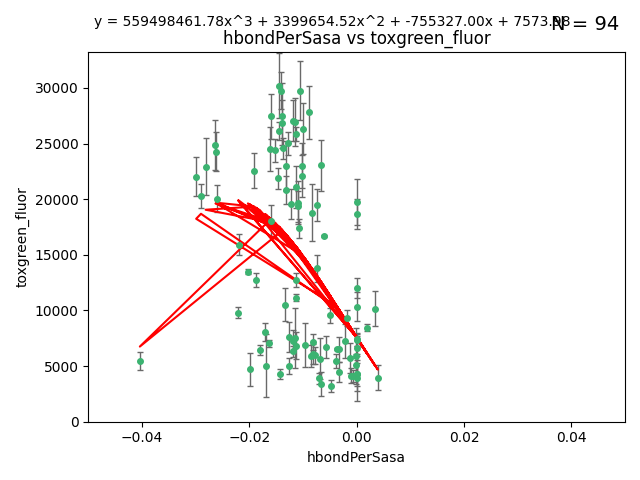 y = 559498461.78x^3 + 3399654.52x^2 + -755327.00x + 7573.98
N = 94
hbondPerSasa vs toxgreen_fluor
30000
25000
20000
15000
10000
5000
0
toxgreen_fluor
−0.04 −0.02 0.00 0.02 0.04
hbondPerSasa